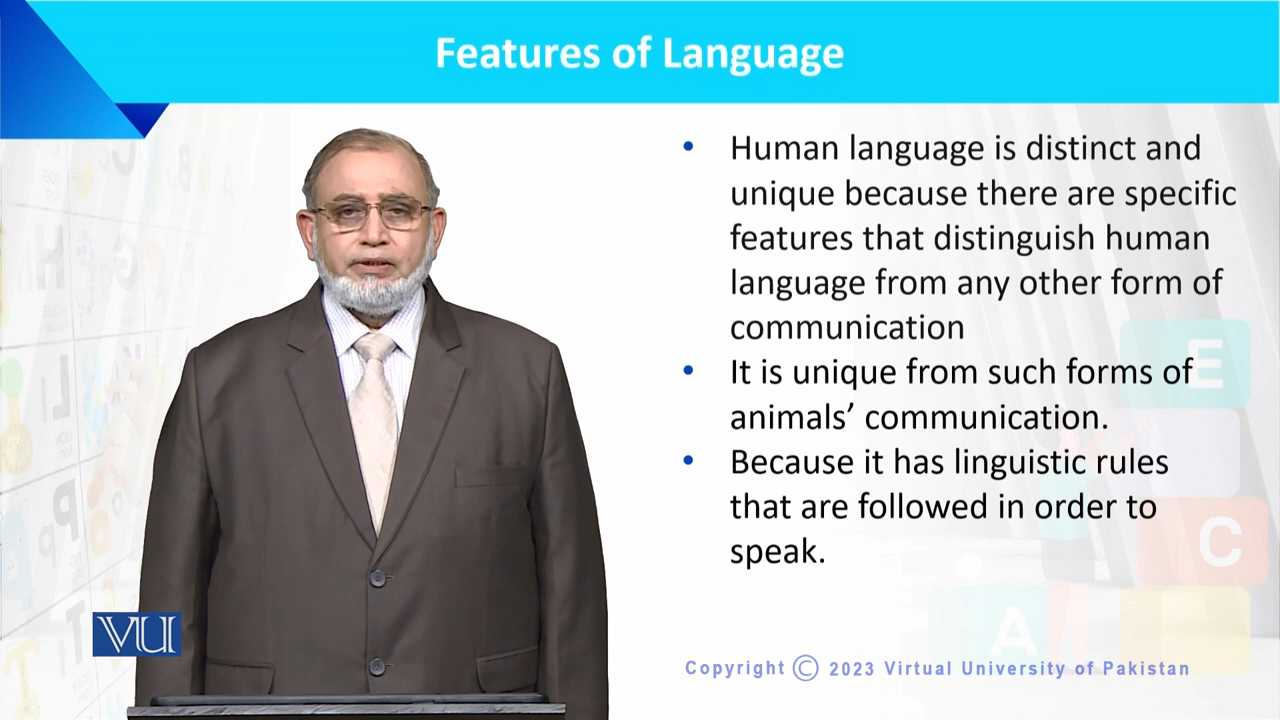 Features of Language
• Human language is distinct and
unique because there are specific
features that distinguish human
language from any other form of
communication
• It is unique from such forms of
animals’ communication.
• Because it has linguistic rules
that are followed in order to
speak.
E
C
A
VU
Copyright © 2023 Virtual University of Pakistan